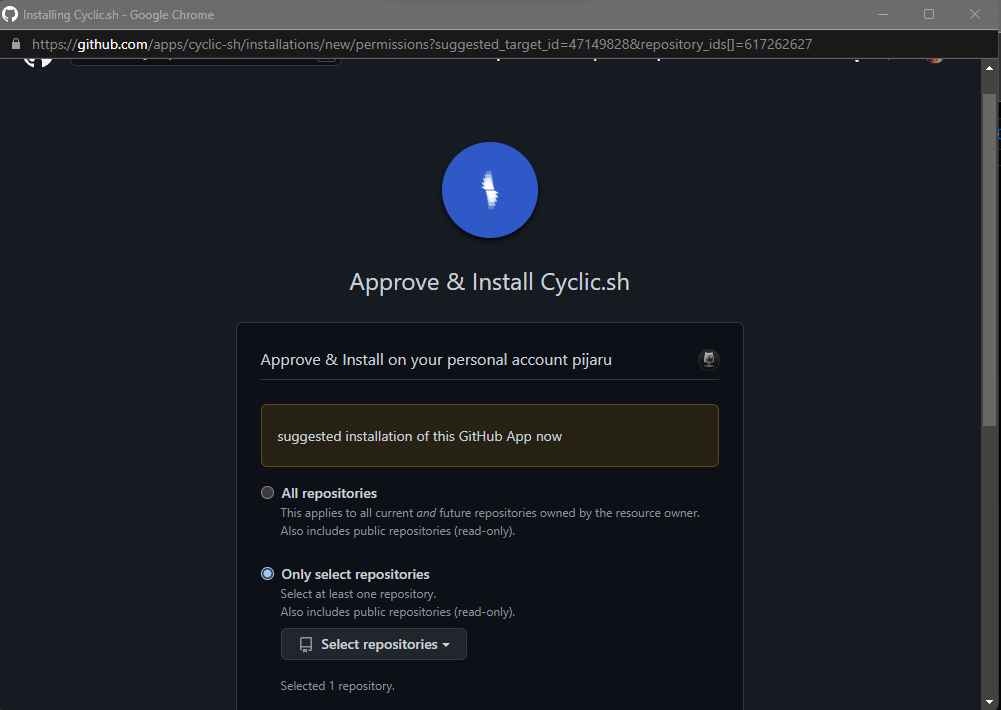 Installing Cyclic.sh - Google Chrome
https://github.com/apps/cyclic-sh/installations/new/permissions?suggested_target_id=47149828&repository_ids[]=617262627
Approve & Install Cyclic.sh
Approve & Install on your personal account pijaru
suggested installation of this GitHub App now
All repositories
This applies to all current and future repositories owned by the resource owner.
Also includes public repositories (read-only).
Only select repositories
Select at least one repository.
Also includes public repositories (read-only).
Select repositories
Selected 1 repository.